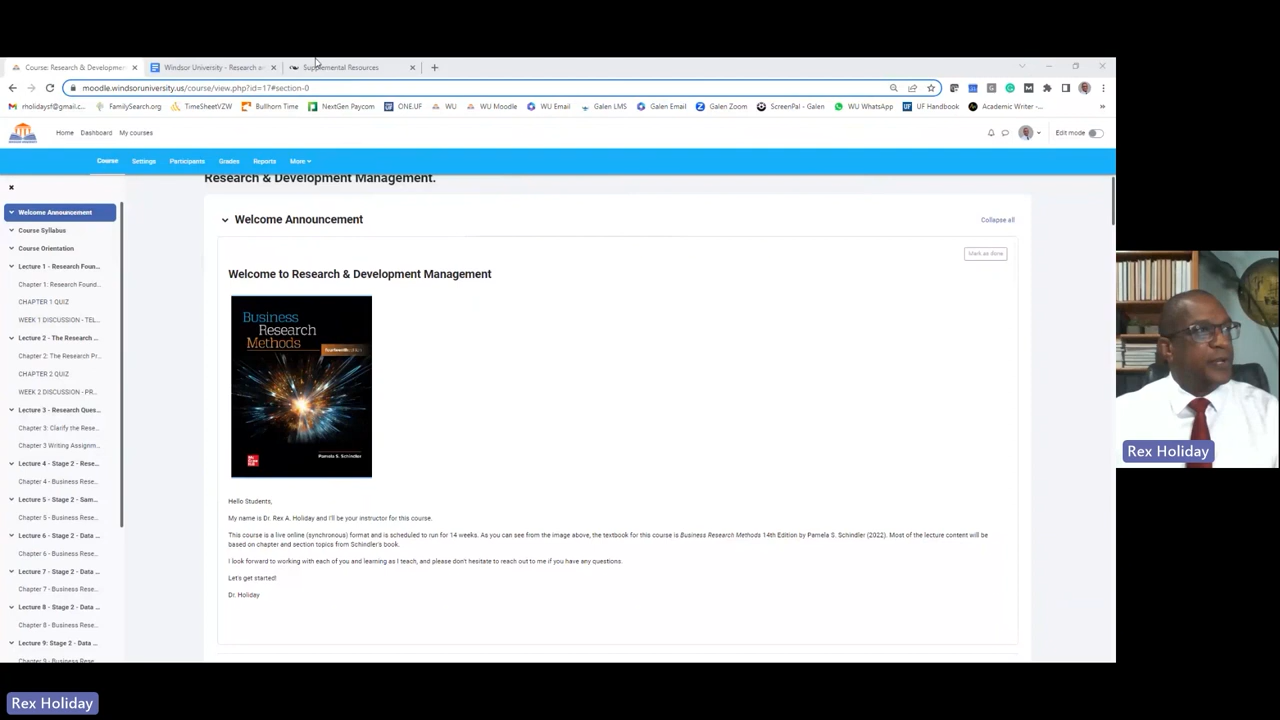 Course: Research & Developmen
Windsor University - Research a
Supplemental Resources
moodle.windsoruniversity.us/course/view.php?id=17#section-0
rholidaysf@gmail.c...
FamilySearch.org
TimeSheetVZW
Bullhorn Time
NextGen Paycom
ONE.UF
WU
WU Moodle
WU Email
Galen LMS
Galen Email
Galen Zoom
ScreenPal - Galen
WU WhatsApp
UF Handbook
Academic Writer -...
Home
Dashboard
My courses
Edit mode
Course
Settings
Participants
Grades
Reports
More
Research & Development Management.
Welcome Announcement
Course Syllabus
Course Orientation
Lecture 1 - Research Foun...
Chapter 1: Research Found...
CHAPTER 1 QUIZ
WEEK 1 DISCUSSION - TEL...
Lecture 2 - The Research ...
Chapter 2: The Research Pr...
CHAPTER 2 QUIZ
WEEK 2 DISCUSSION - PR...
Lecture 3 - Research Ques...
Chapter 3: Clarify the Rese...
Chapter 3 Writing Assignm...
Lecture 4 - Stage 2 - Rese...
Chapter 4 - Business Rese...
Lecture 5 - Stage 2 - Sam...
Chapter 5 - Business Rese...
Lecture 6 - Stage 2 - Data ...
Chapter 6 - Business Rese...
Lecture 7 - Stage 2 - Data ...
Chapter 7 - Business Rese...
Lecture 8 - Stage 2 - Data ...
Chapter 8 - Business Rese...
Lecture 9: Stage 2 - Data ...
Chapter 9 - Business Rese...
Welcome Announcement
Collapse all
Mark as done
Welcome to Research & Development Management
Business
Research
Methods
Fourteenth Edition
Pamela S. Schindler
Hello Students,
My name is Dr. Rex A. Holiday and I'll be your instructor for this course.
This course is a live online (synchronous) format and is scheduled to run for 14 weeks. As you can see from the image above, the textbook for this course is Business Research Methods 14th Edition by Pamela S. Schindler (2022). Most of the lecture content will be
based on chapter and section topics from Schindler's book.
I look forward to working with each of you and learning as I teach, and please don't hesitate to reach out to me if you have any questions.
Let's get started!
Dr. Holiday
Rex Holiday
Rex Holiday